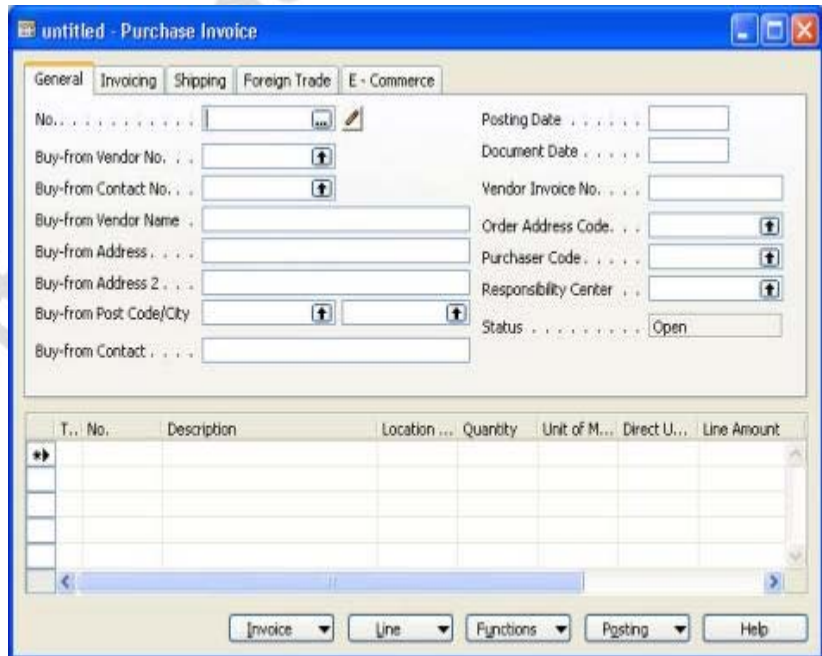 untitled - Purchase Invoice
General Invoicing Shipping Foreign Trade E - Commerce
No. . . . . . . . . . . . ...
Buy-from Vendor No. . .
Buy-from Contact No. . .
Buy-from Vendor Name .
Buy-from Address . . . .
Buy-from Address 2 . . .
Buy-from Post Code/City
Buy-from Contact . . . .
Posting Date . . . . . .
Document Date . . . . .
Vendor Invoice No. . . .
Order Address Code. . .
Purchaser Code . . . . .
Responsibility Center . .
Status . . . . . . . . . Open
T.. No. Description Location ... Quantity Unit of M... Direct U... Line Amount
Invoice Line Functions Posting Help